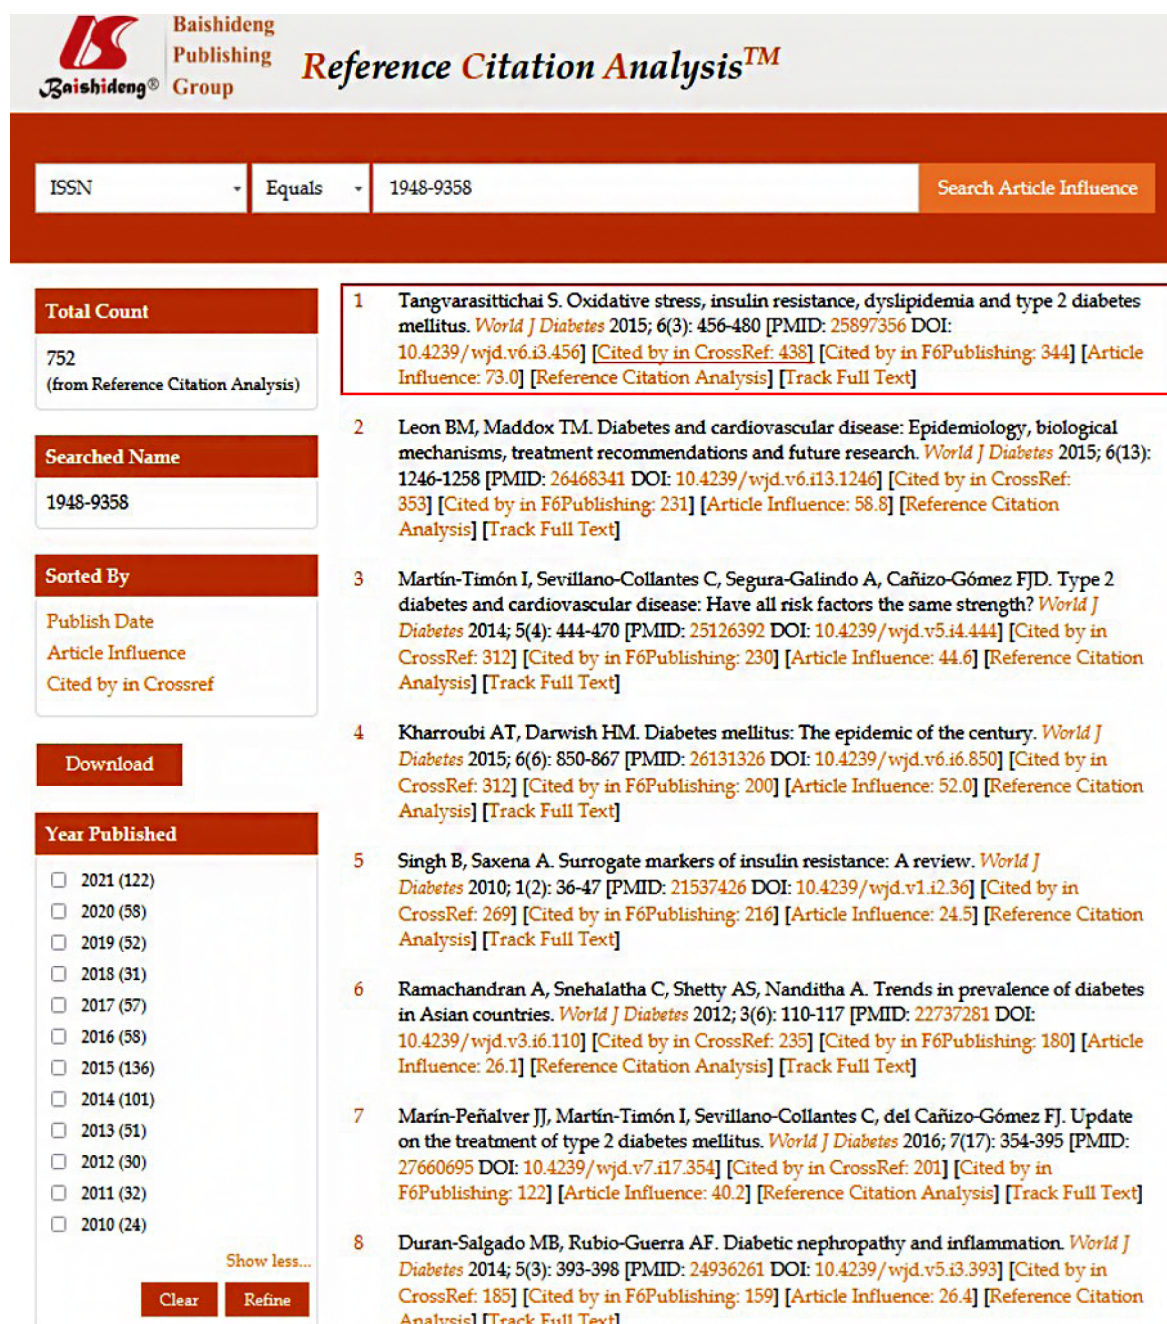 Baishideng
Publishing
Group
Baishideng®
Reference Citation Analysis™
ISSN
Equals
1948-9358
Search Article Influence
Total Count
752
(from Reference Citation Analysis)
Searched Name
1948-9358
Sorted By
Publish Date
Article Influence
Cited by in Crossref
Download
Year Published
2021 (122)
2020 (58)
2019 (52)
2018 (31)
2017 (57)
2016 (58)
2015 (136)
2014 (101)
2013 (51)
2012 (30)
2011 (32)
2010 (24)
Show less...
Clear
Refine
1 Tangvarasittichai S. Oxidative stress, insulin resistance, dyslipidemia and type 2 diabetes
mellitus. World J Diabetes 2015; 6(3): 456-480 [PMID: 25897356 DOI:
10.4239/wjd.v6.i3.456] [Cited by in CrossRef: 438] [Cited by in F6Publishing: 344] [Article
Influence: 73.0] [Reference Citation Analysis] [Track Full Text]
2 Leon BM, Maddox TM. Diabetes and cardiovascular disease: Epidemiology, biological
mechanisms, treatment recommendations and future research. World J Diabetes 2015; 6(13):
1246-1258 [PMID: 26468341 DOI: 10.4239/wjd.v6.i13.1246] [Cited by in CrossRef:
353] [Cited by in F6Publishing: 231] [Article Influence: 58.8] [Reference Citation
Analysis] [Track Full Text]
3 Martín-Timón I, Sevillano-Collantes C, Segura-Galindo A, Cañizo-Gómez FJD. Type 2
diabetes and cardiovascular disease: Have all risk factors the same strength? World J
Diabetes 2014; 5(4): 444-470 [PMID: 25126392 DOI: 10.4239/wjd.v5.i4.444] [Cited by in
CrossRef: 312] [Cited by in F6Publishing: 230] [Article Influence: 44.6] [Reference Citation
Analysis] [Track Full Text]
4 Kharroubi AT, Darwish HM. Diabetes mellitus: The epidemic of the century. World J
Diabetes 2015; 6(6): 850-867 [PMID: 26131326 DOI: 10.4239/wjd.v6.i6.850] [Cited by in
CrossRef: 312] [Cited by in F6Publishing: 200] [Article Influence: 52.0] [Reference Citation
Analysis] [Track Full Text]
5 Singh B, Saxena A. Surrogate markers of insulin resistance: A review. World J
Diabetes 2010; 1(2): 36-47 [PMID: 21537426 DOI: 10.4239/wjd.v1.i2.36] [Cited by in
CrossRef: 269] [Cited by in F6Publishing: 216] [Article Influence: 24.5] [Reference Citation
Analysis] [Track Full Text]
6 Ramachandran A, Snehalatha C, Shetty AS, Nanditha A. Trends in prevalence of diabetes
in Asian countries. World J Diabetes 2012; 3(6): 110-117 [PMID: 22737281 DOI:
10.4239/wjd.v3.i6.110] [Cited by in CrossRef: 235] [Cited by in F6Publishing: 180] [Article
Influence: 26.1] [Reference Citation Analysis] [Track Full Text]
7 Marín-Peñalver JJ, Martín-Timón I, Sevillano-Collantes C, del Cañizo-Gómez FJ. Update
on the treatment of type 2 diabetes mellitus. World J Diabetes 2016; 7(17): 354-395 [PMID:
27660695 DOI: 10.4239/wjd.v7.i17.354] [Cited by in CrossRef: 201] [Cited by in
F6Publishing: 122] [Article Influence: 40.2] [Reference Citation Analysis] [Track Full Text]
8 Duran-Salgado MB, Rubio-Guerra AF. Diabetic nephropathy and inflammation. World J
Diabetes 2014; 5(3): 393-398 [PMID: 24936261 DOI: 10.4239/wjd.v5.i3.393] [Cited by in
CrossRef: 185] [Cited by in F6Publishing: 159] [Article Influence: 26.4] [Reference Citation
Analysis] [Track Full Text]